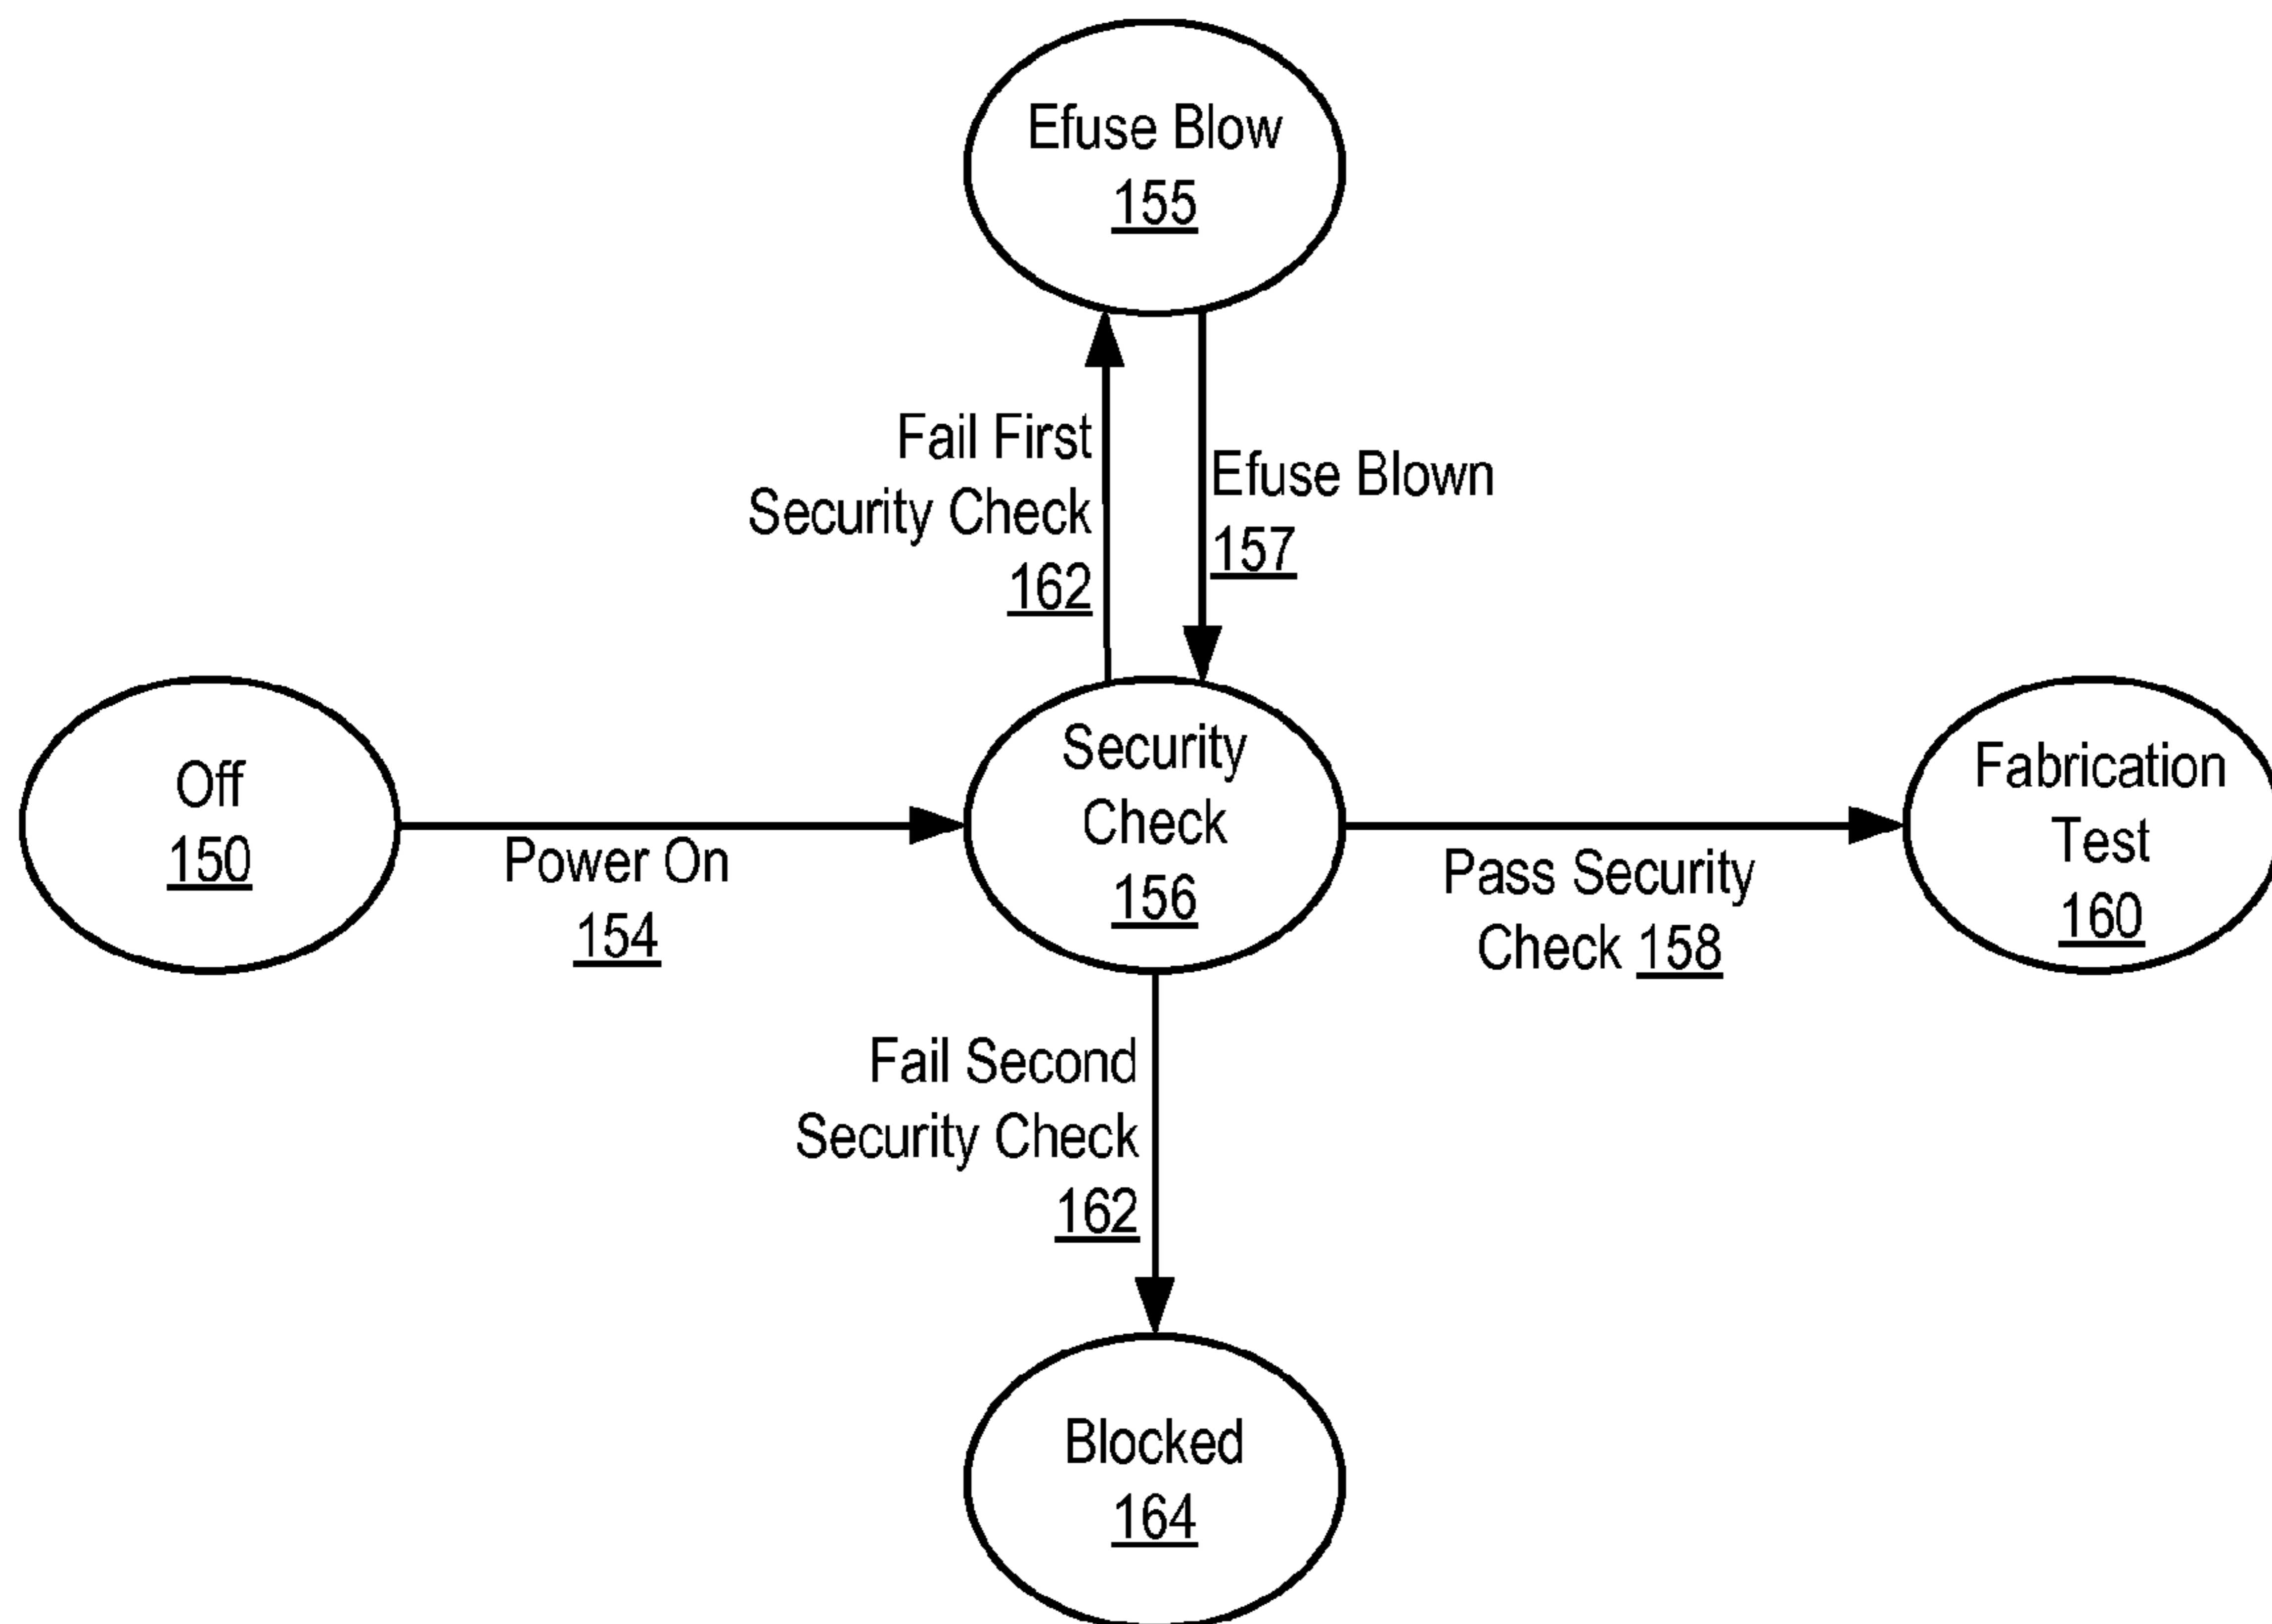 Efuse Blow
155
Fail First
Security Check
162
Efuse Blown
157
Off
150
Power On
154
Security
Check
156
Pass Security
Check 158
Fabrication
Test
160
Fail Second
Security Check
162
Blocked
164